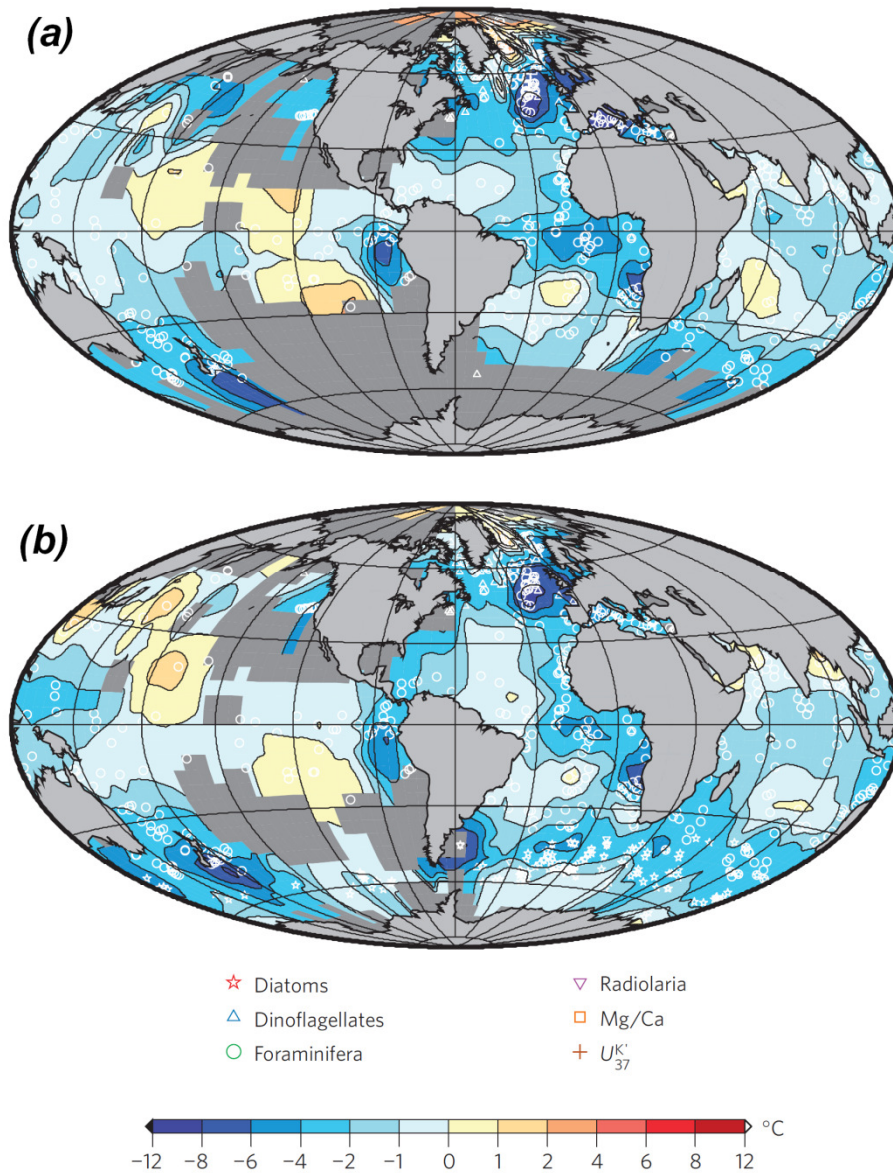 (a)
(b)
Diatoms
Radiolaria
Dinoflagellates
Mg/Ca
Foraminifera
U37K'
−12 −8 −6 −4 −2 −1 0 1 2 4 6 8 12 °C